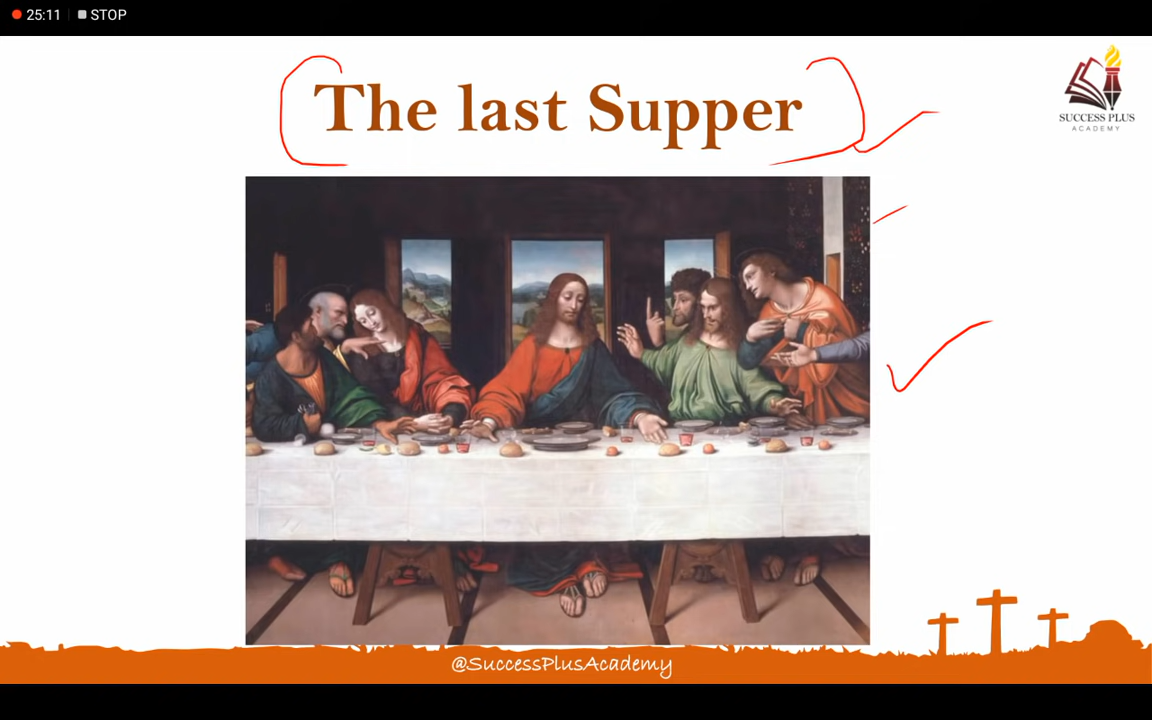 25:11 STOP
The last Supper
SUCCESS PLUS
ACADEMY
@SuccessPlusAcademy